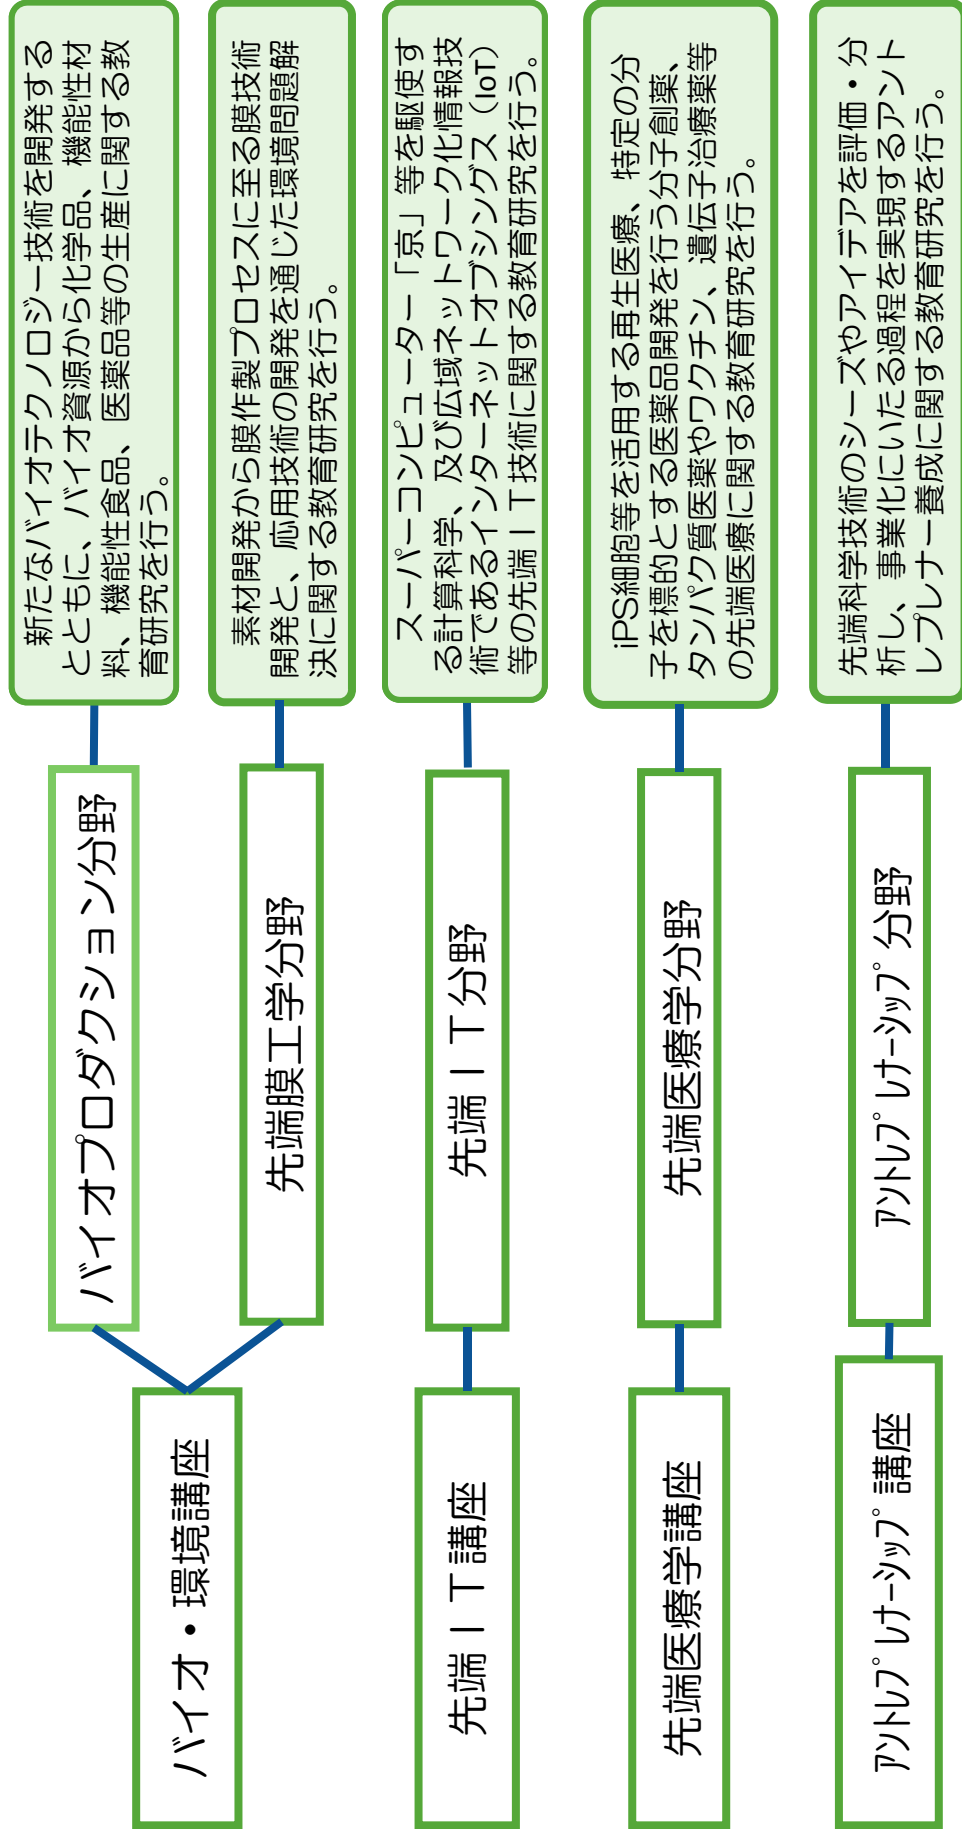 バイオ・環境講座
バイオプロダクション分野
新たなバイオテクノロジー技術を開発する
とともに、バイオ資源から化学品、機能性材
料、機能性食品、医薬品等の生産に関する教
育研究を行う。
先端膜工学分野
素材開発から膜作製プロセスに至る膜技術
開発と、応用技術の開発を通じた環境問題解
決に関する教育研究を行う。
先端ＩＴ講座
先端ＩＴ分野
スーパーコンピューター「京」等を駆使す
る計算科学、及び広域ネットワーク化情報技
術であるインターネットオブシングス（IoT）
等の先端ＩＴ技術に関する教育研究を行う。
先端医療学講座
先端医療学分野
iPS細胞等を活用する再生医療、特定の分
子を標的とする医薬品開発を行う分子創薬、
タンパク質医薬やワクチン、遺伝子治療薬等
の先端医療に関する教育研究を行う。
ｱﾝﾄﾚﾌﾟﾚﾅｰｼｯﾌﾟ講座
ｱﾝﾄﾚﾌﾟﾚﾅｰｼｯﾌﾟ分野
先端科学技術のシーズやアイデアを評価・分
析し、事業化にいたる過程を実現するアント
レプレナー養成に関する教育研究を行う。